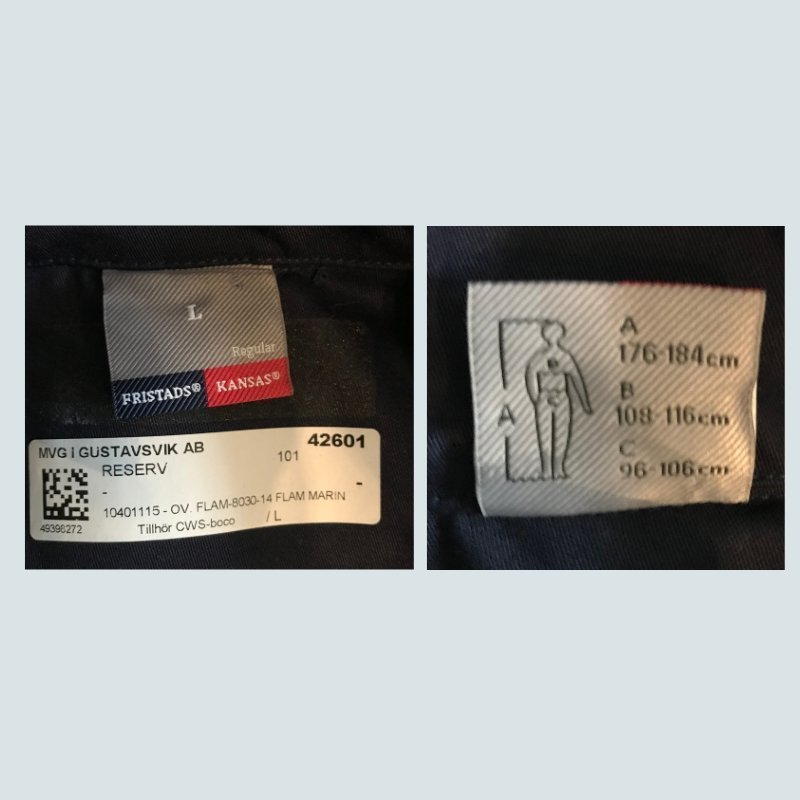 L
Regular
FRISTADS® KANSAS®
MVG I GUSTAVSVIK AB 101 42601
RESERV
- -
10401115 - OV. FLAM-8030-14 FLAM MARIN
49398272 Tillhör CWS-boco / L
A
176-184cm
A
B
108-116cm
C
96-106cm